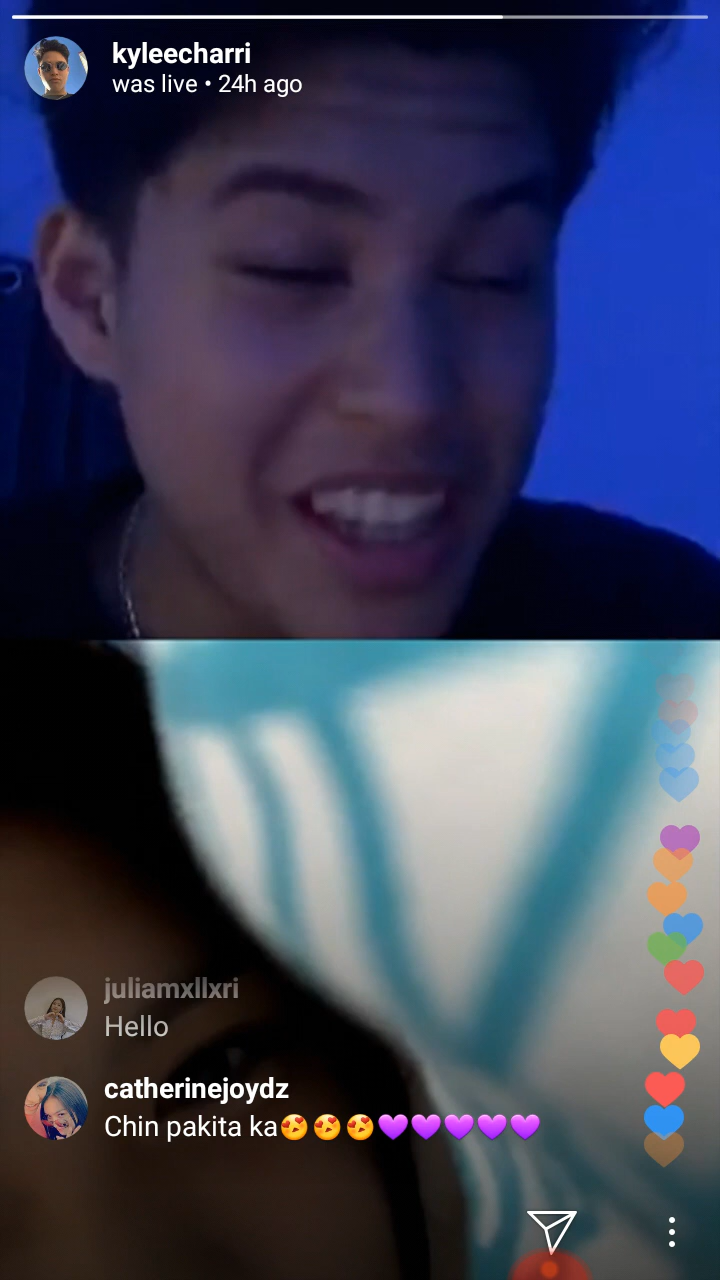 kyleecharri
was live • 24h ago
juliamxllxri
Hello
catherinejoydz
Chin pakita ka😍😍😍💜💜💜💜💜